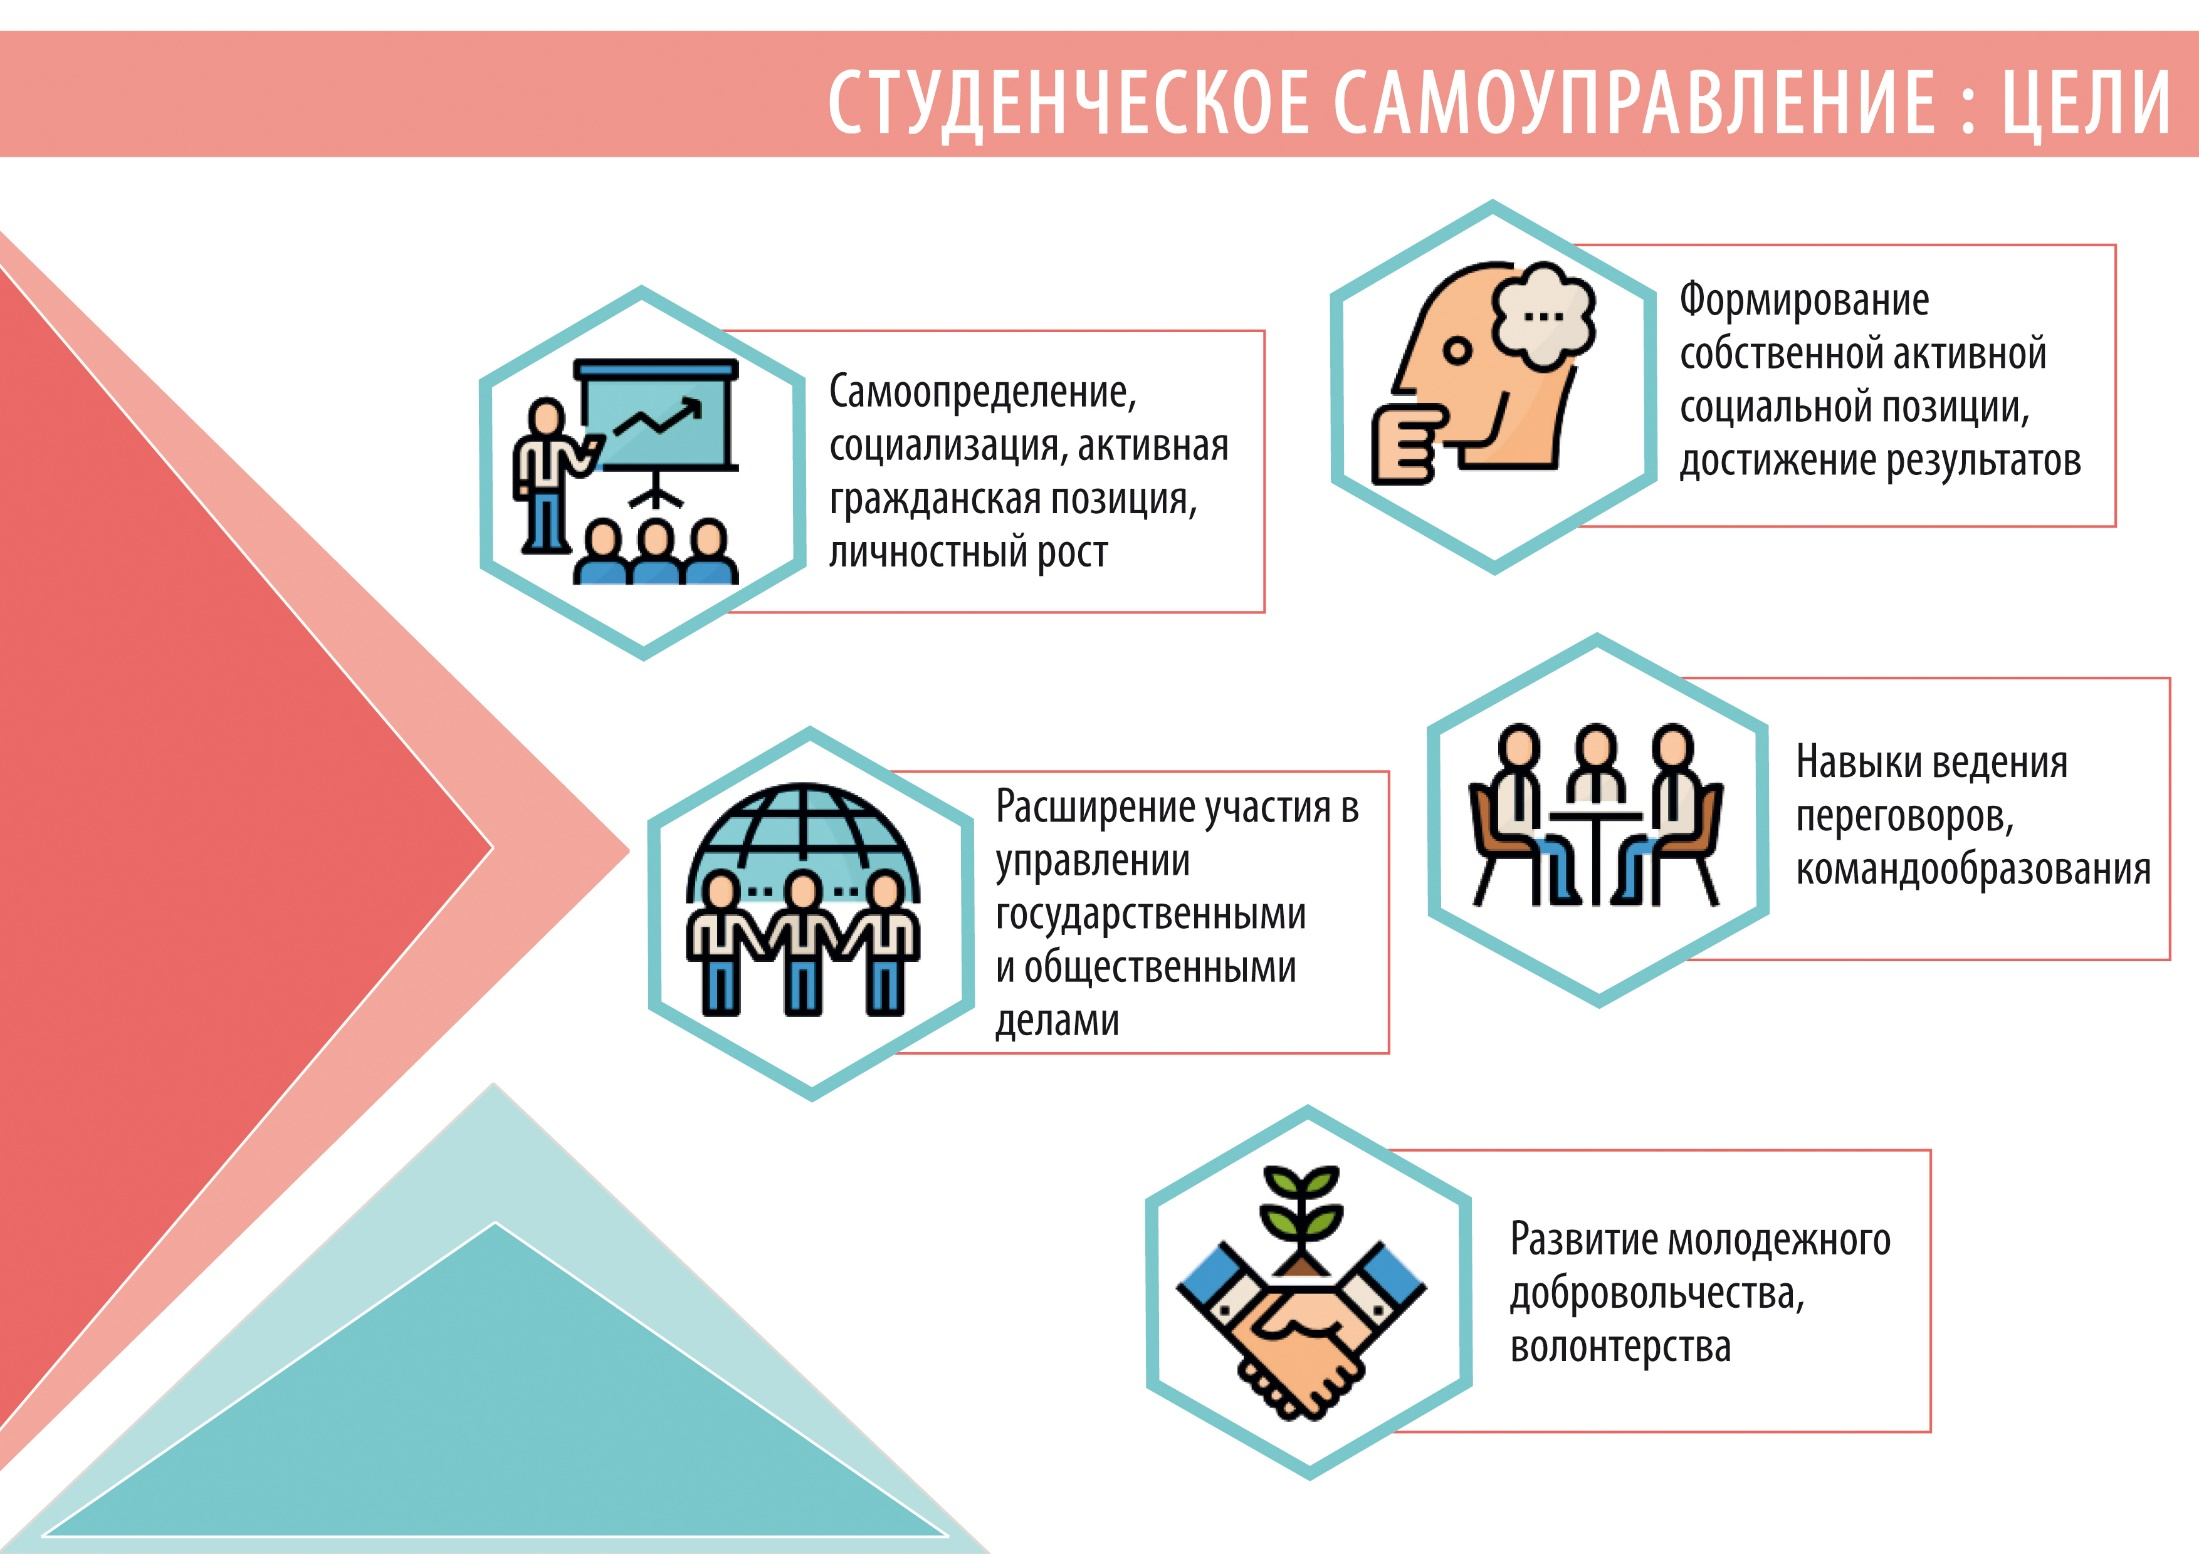 СТУДЕНЧЕСКОЕ САМОУПРАВЛЕНИЕ : ЦЕЛИ
Самоопределение,
социализация, активная
гражданская позиция,
личностный рост
Формирование
собственной активной
социальной позиции,
достижение результатов
Расширение участия в
управлении
государственными
и общественными
делами
Навыки ведения
переговоров,
командообразования
Развитие молодежного
добровольчества,
волонтерства